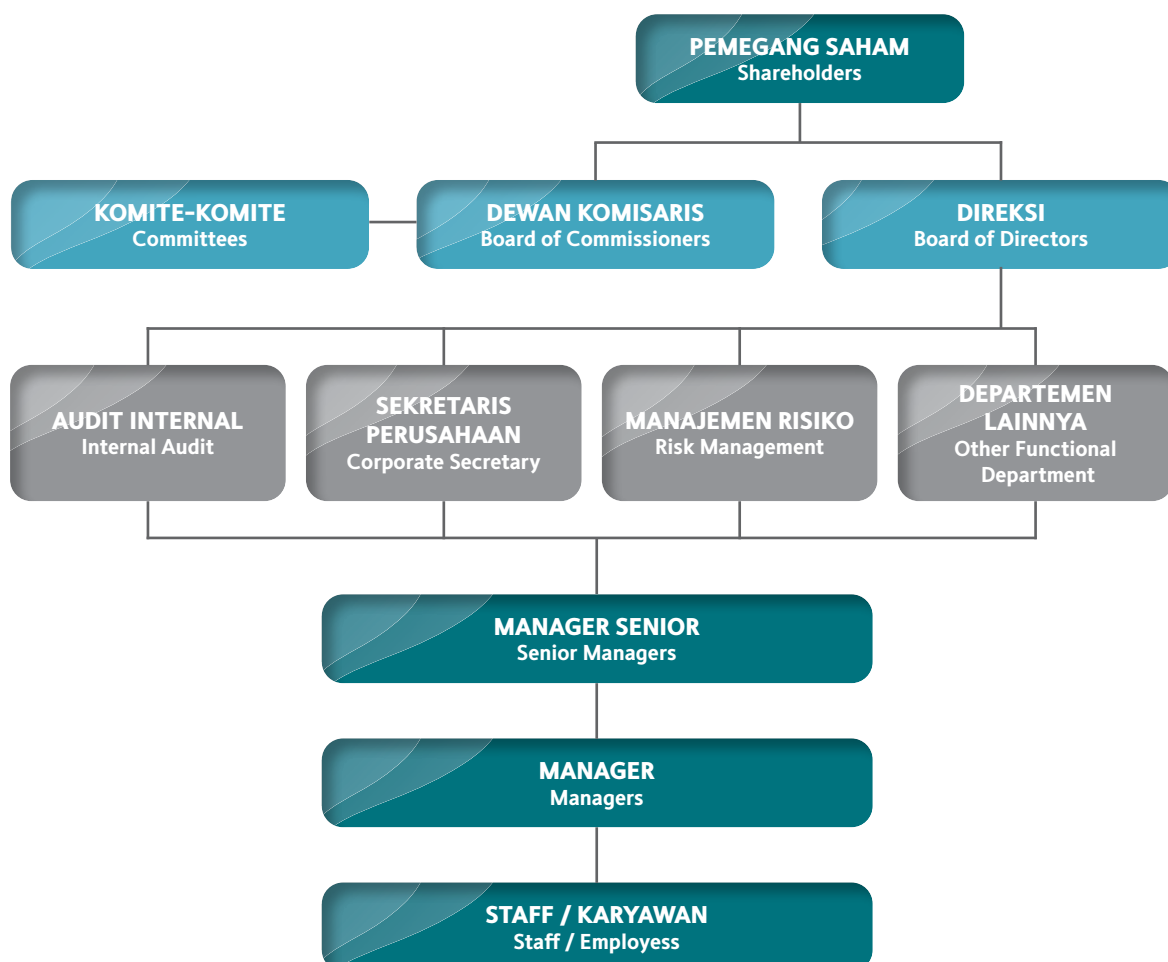 PEMEGANG SAHAM
Shareholders
KOMITE-KOMITE
Committees
DEWAN KOMISARIS
Board of Commissioners
DIREKSI
Board of Directors
AUDIT INTERNAL
Internal Audit
SEKRETARIS
PERUSAHAAN
Corporate Secretary
MANAJEMEN RISIKO
Risk Management
DEPARTEMEN
LAINNYA
Other Functional
Department
MANAGER SENIOR
Senior Managers
MANAGER
Managers
STAFF / KARYAWAN
Staff / Employess